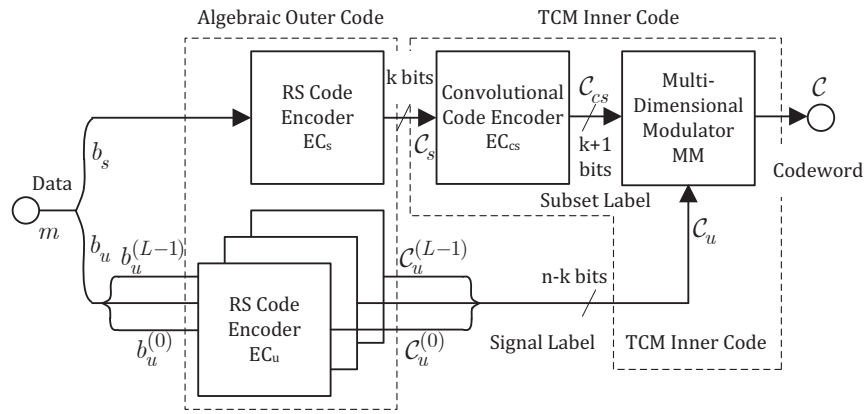 Algebraic Outer Code
TCM Inner Code
RS Code
Encoder
ECs
k bits
Cs
Convolutional
Code Encoder
ECcs
Ccs
k+1
bits
Multi-
Dimensional
Modulator
MM
C
Codeword
bs
Data
m
bu
Subset Label
Cu
bu(L−1)
Cu(L−1)
RS Code
Encoder
ECu
n-k bits
bu(0)
Cu(0)
Signal Label
TCM Inner Code